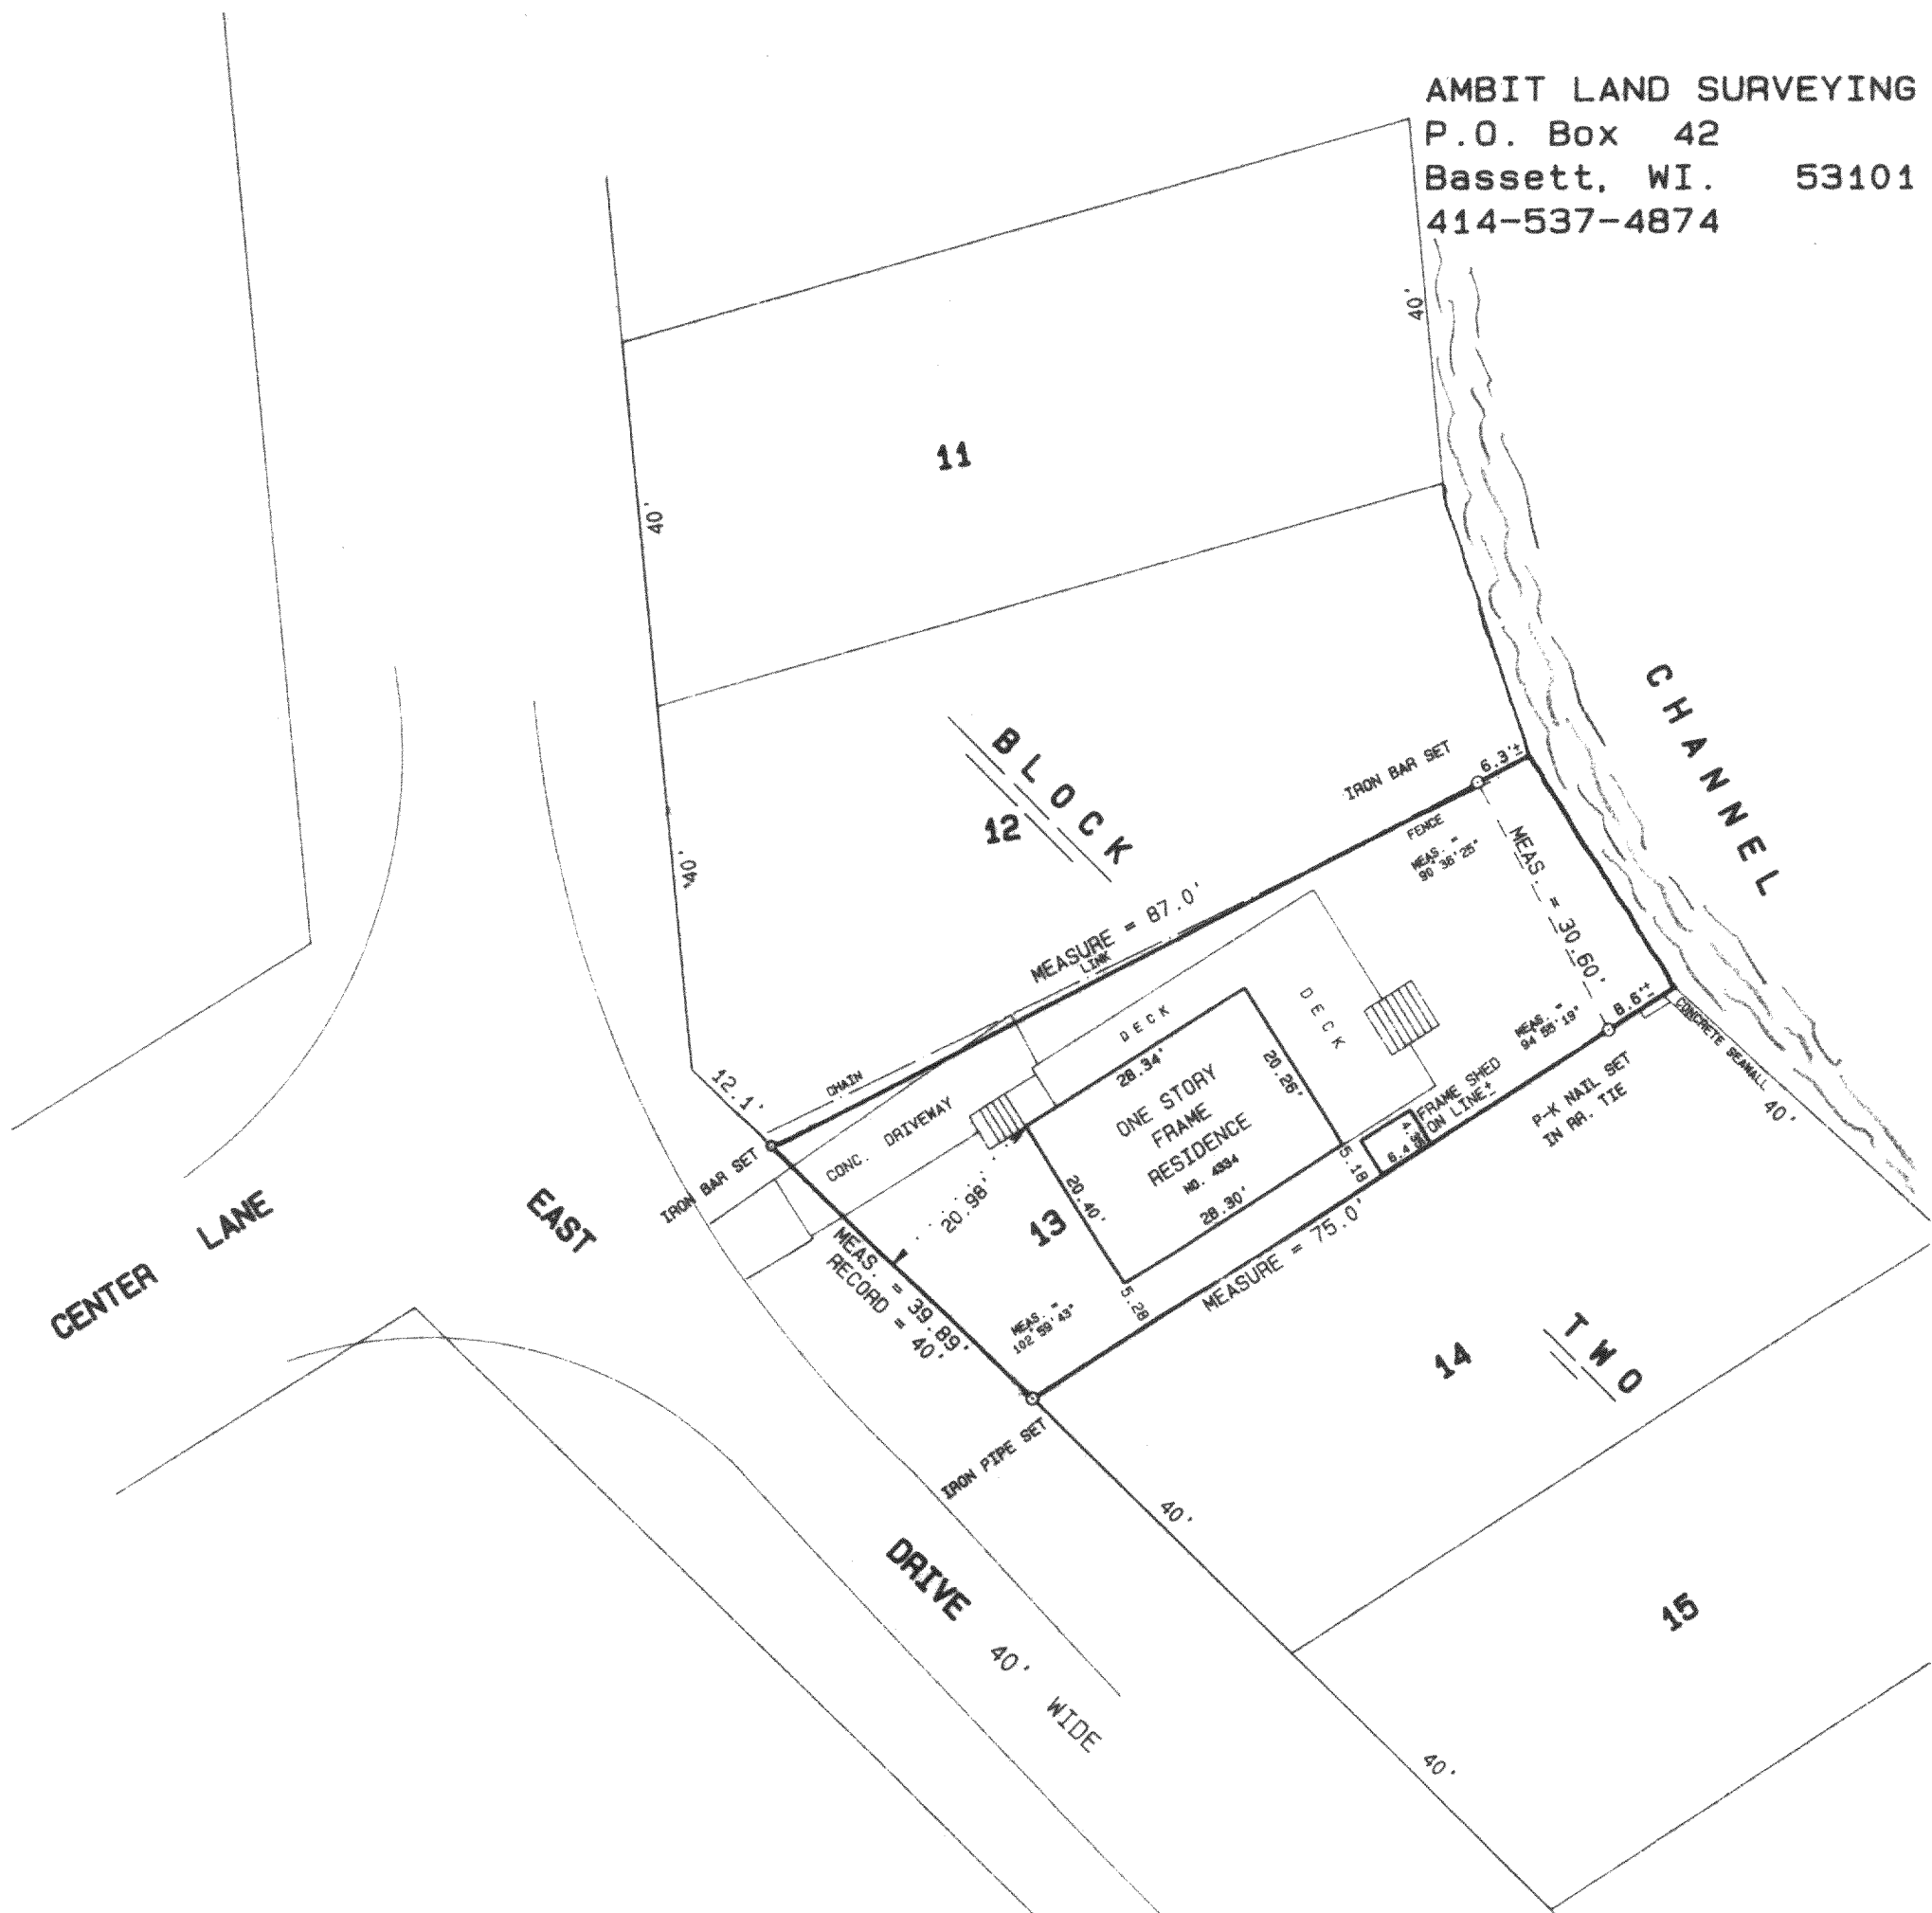 AMBIT LAND SURVEYING
P.O. Box 42
Bassett, WI. 53101
414-537-4874
40'
11
40'
BLOCK
12
40'
CHANNEL
IRON BAR SET
6.3'±
FENCE
MEAS. =
90°36'25"
MEAS. = 30.60'
MEASURE = 87.0'
LINK
CHAIN
12.1'
IRON BAR SET
CONC. DRIVEWAY
DECK
DECK
28.34'
20.26'
ONE STORY
FRAME
RESIDENCE
NO. 4334
20.40'
28.30'
20.98'
13
5.18
5.28
FRAME SHED
ON LINE±
6.4
MEAS. =
94°55'19"
8.6'±
P-K NAIL SET
IN RR. TIE
CONCRETE SEAWALL
40'
MEAS. = 39.89'
RECORD = 40'
MEAS. =
102°59'43"
MEASURE = 75.0'
IRON PIPE SET
CENTER LANE
EAST
DRIVE 40' WIDE
14
TWO
40'
15
40'